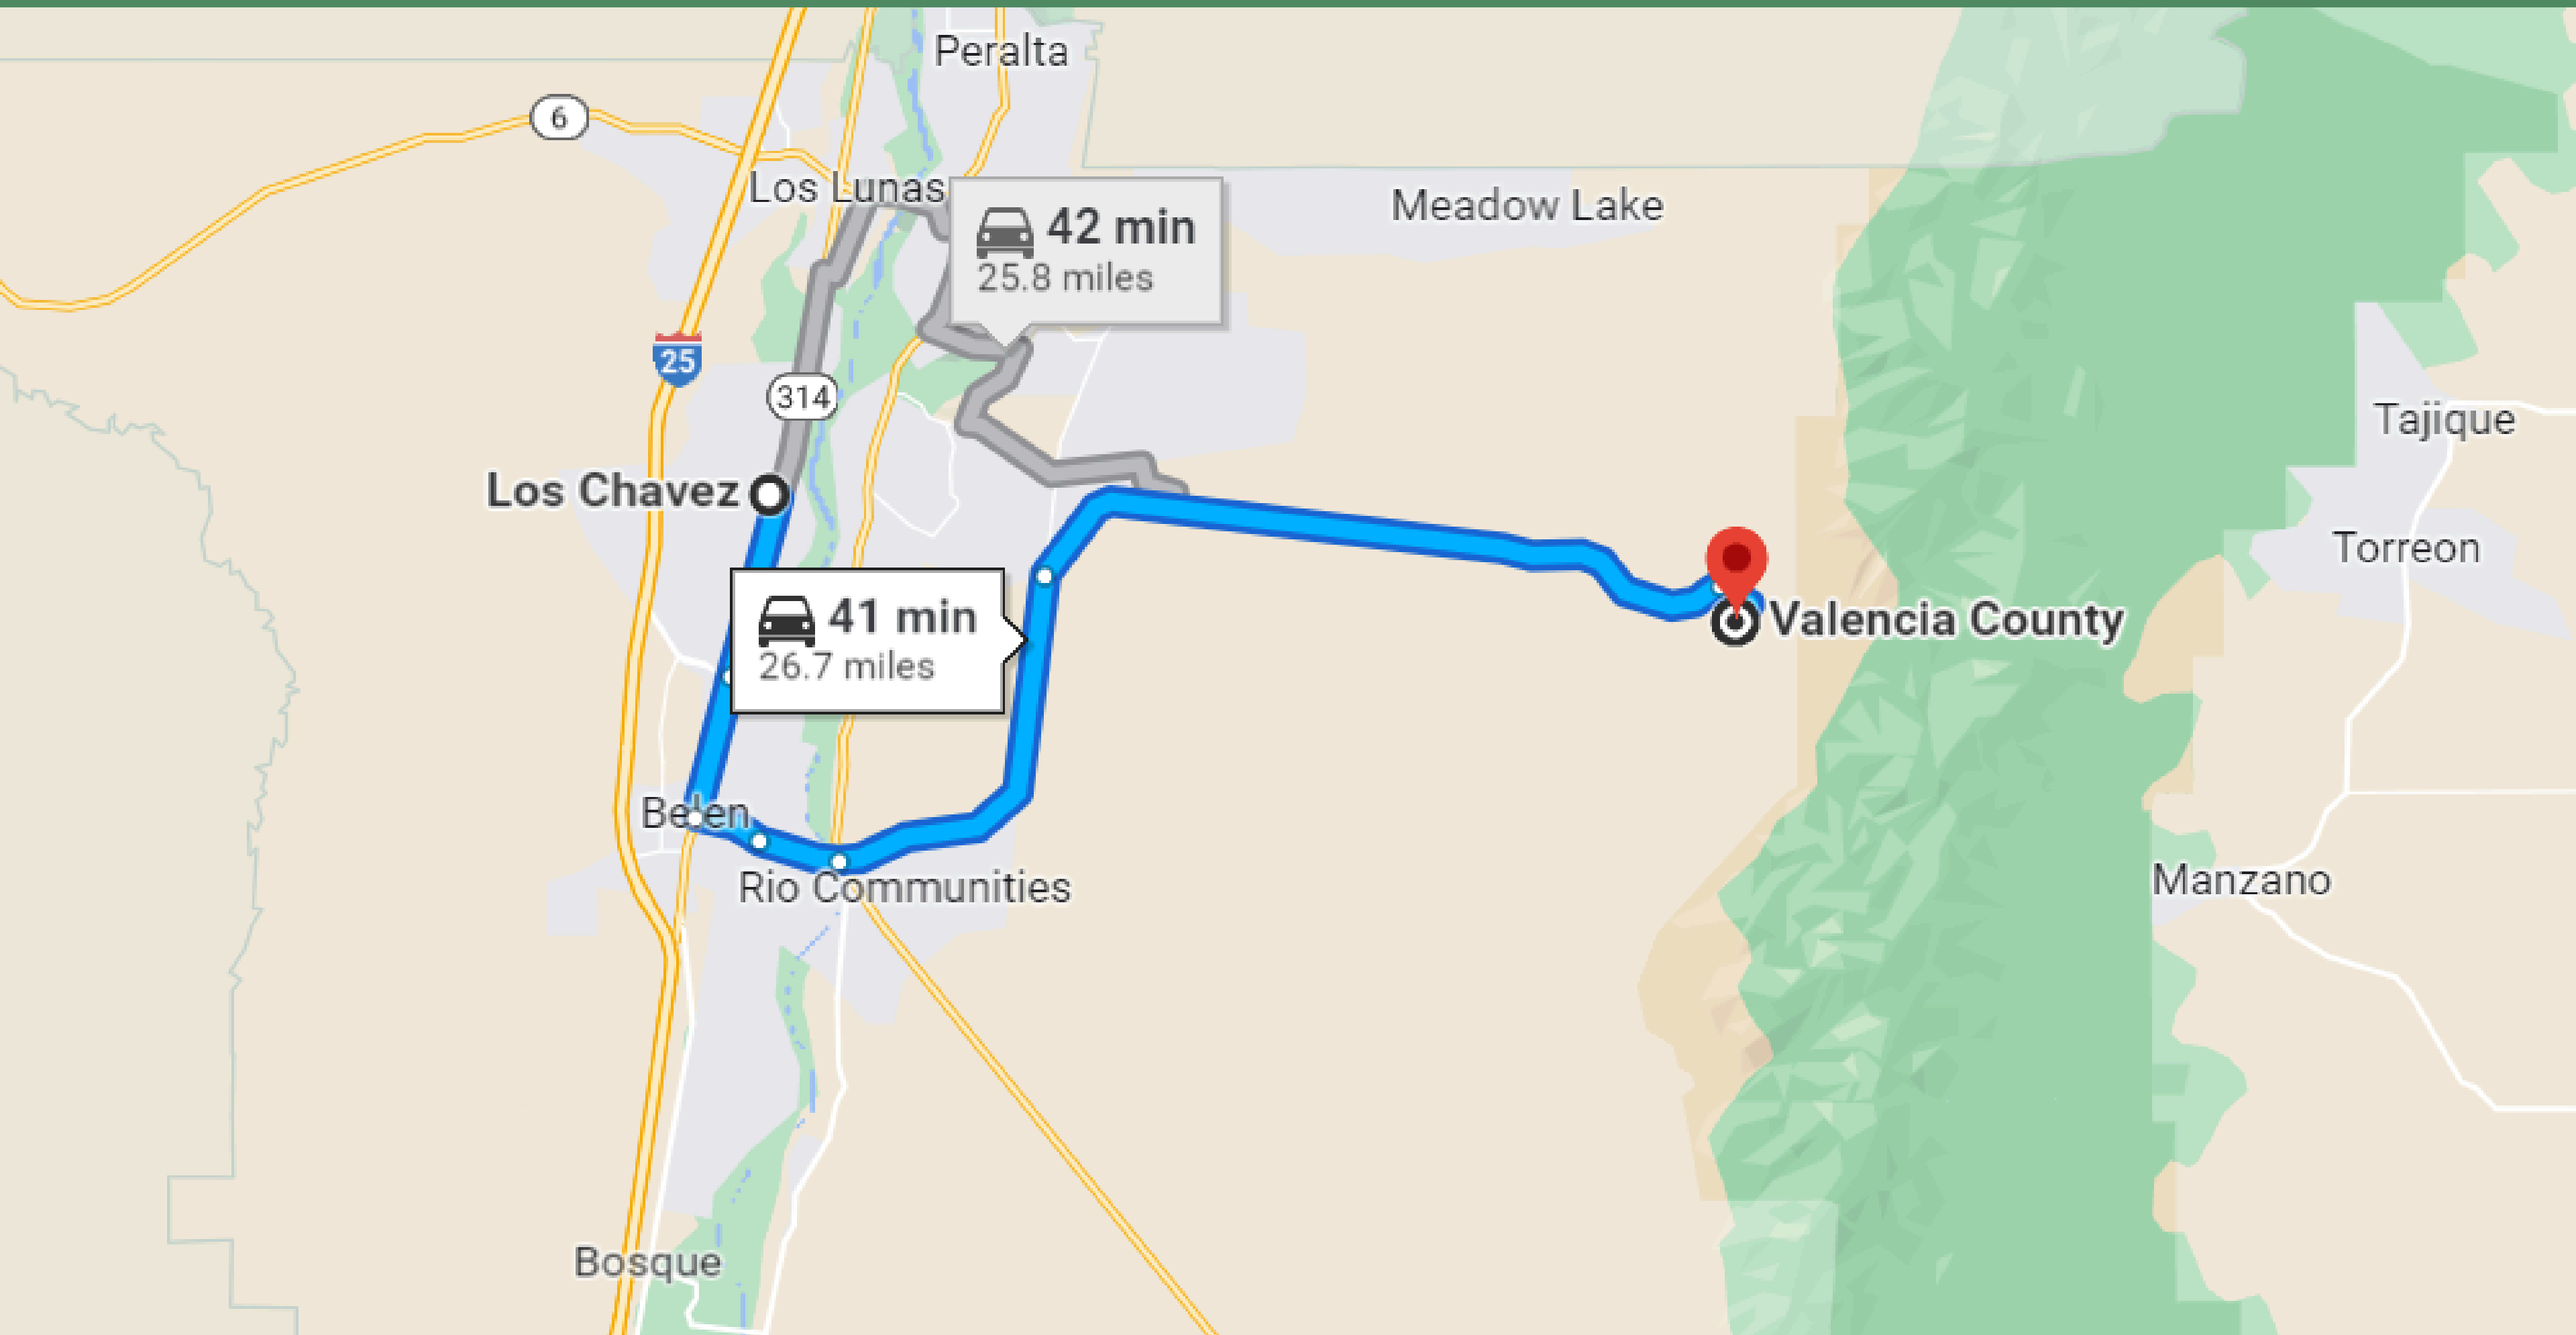 Peralta
6
Los Lunas
Meadow Lake
42 min
25.8 miles
25
314
Tajique
Los Chavez
Torreon
41 min
26.7 miles
Valencia County
Belen
Rio Communities
Manzano
Bosque